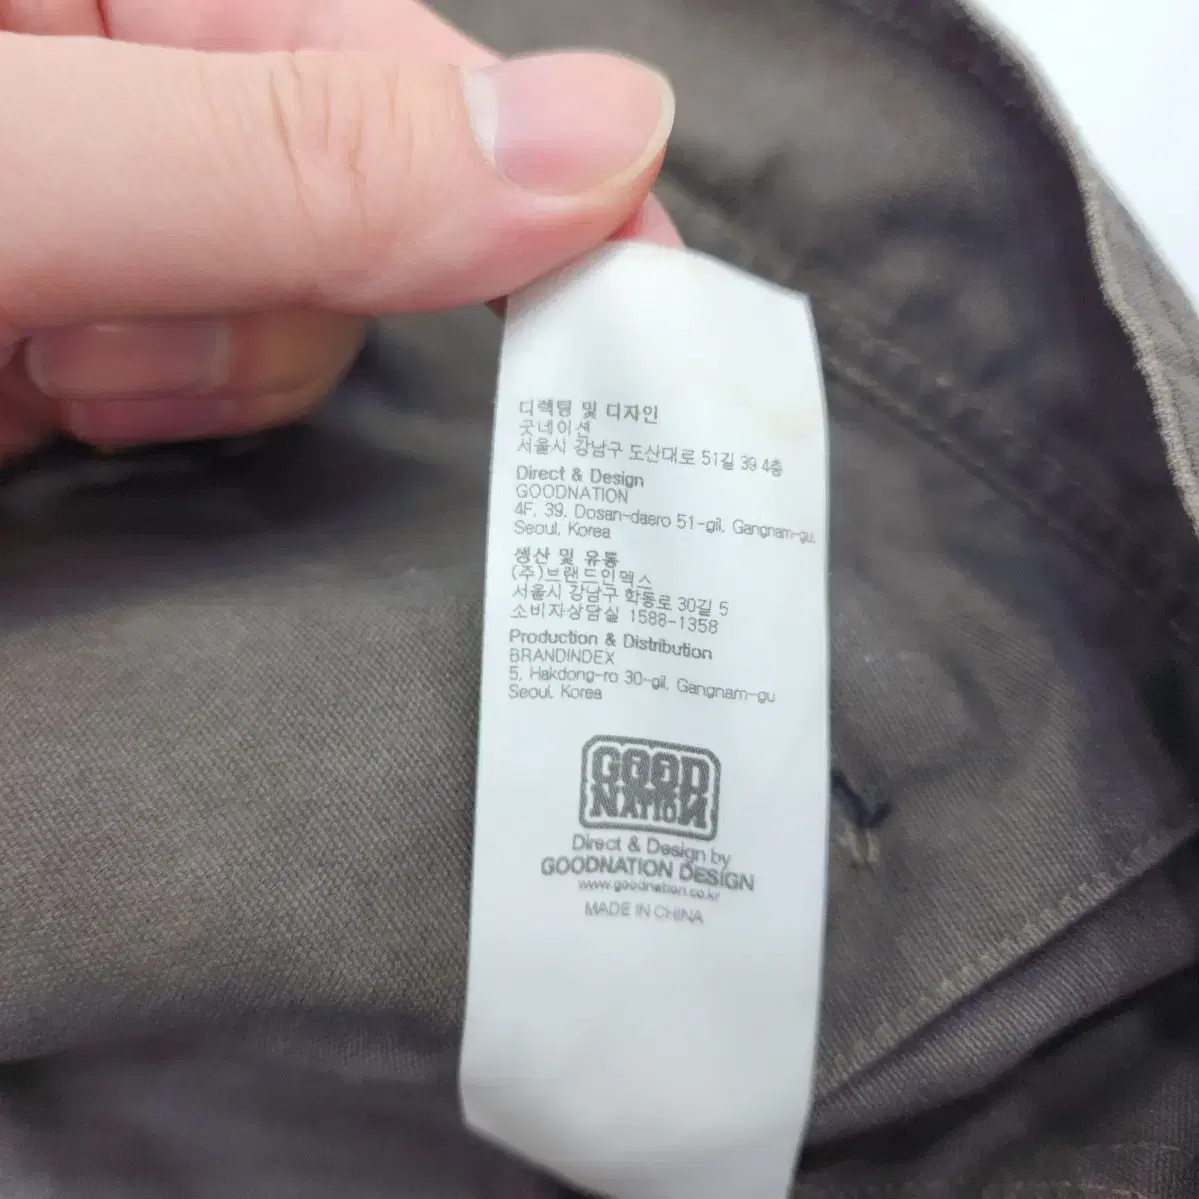 디렉팅 및 디자인
굿네이션
서울시 강남구 도산대로 51길 39 4층
Direct & Design
GOODNATION
4F, 39, Dosan-daero 51-gil, Gangnam-gu,
Seoul, Korea
생산 및 유통
(주)브랜드인덱스
서울시 강남구 학동로 30길 5
소비자상담실 1588-1358
Production & Distribution
BRANDINDEX
5, Hakdong-ro 30-gil, Gangnam-gu
Seoul, Korea
GOOD
NATION
Direct & Design by
GOODNATION DESIGN
www.goodnation.co.kr
MADE IN CHINA